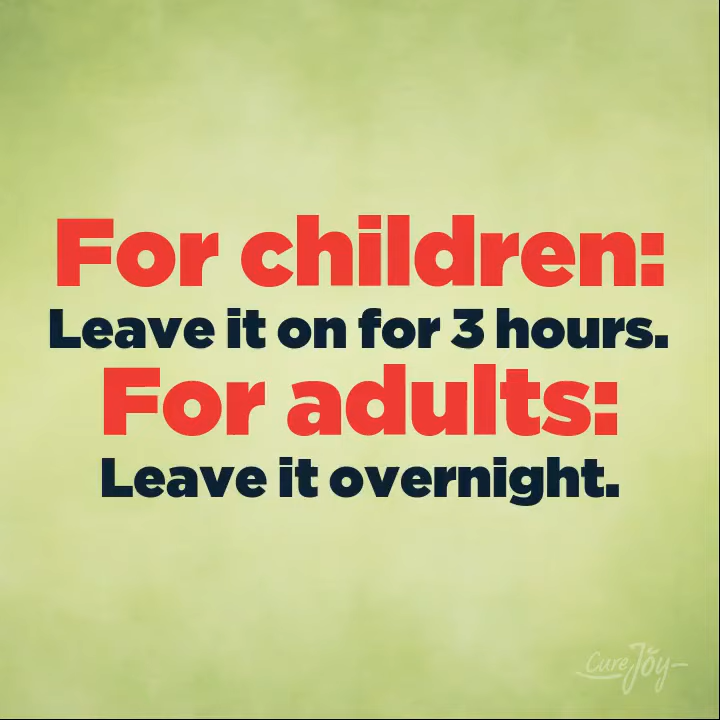 For children:
Leave it on for 3 hours.
For adults:
Leave it overnight.
CureJoy